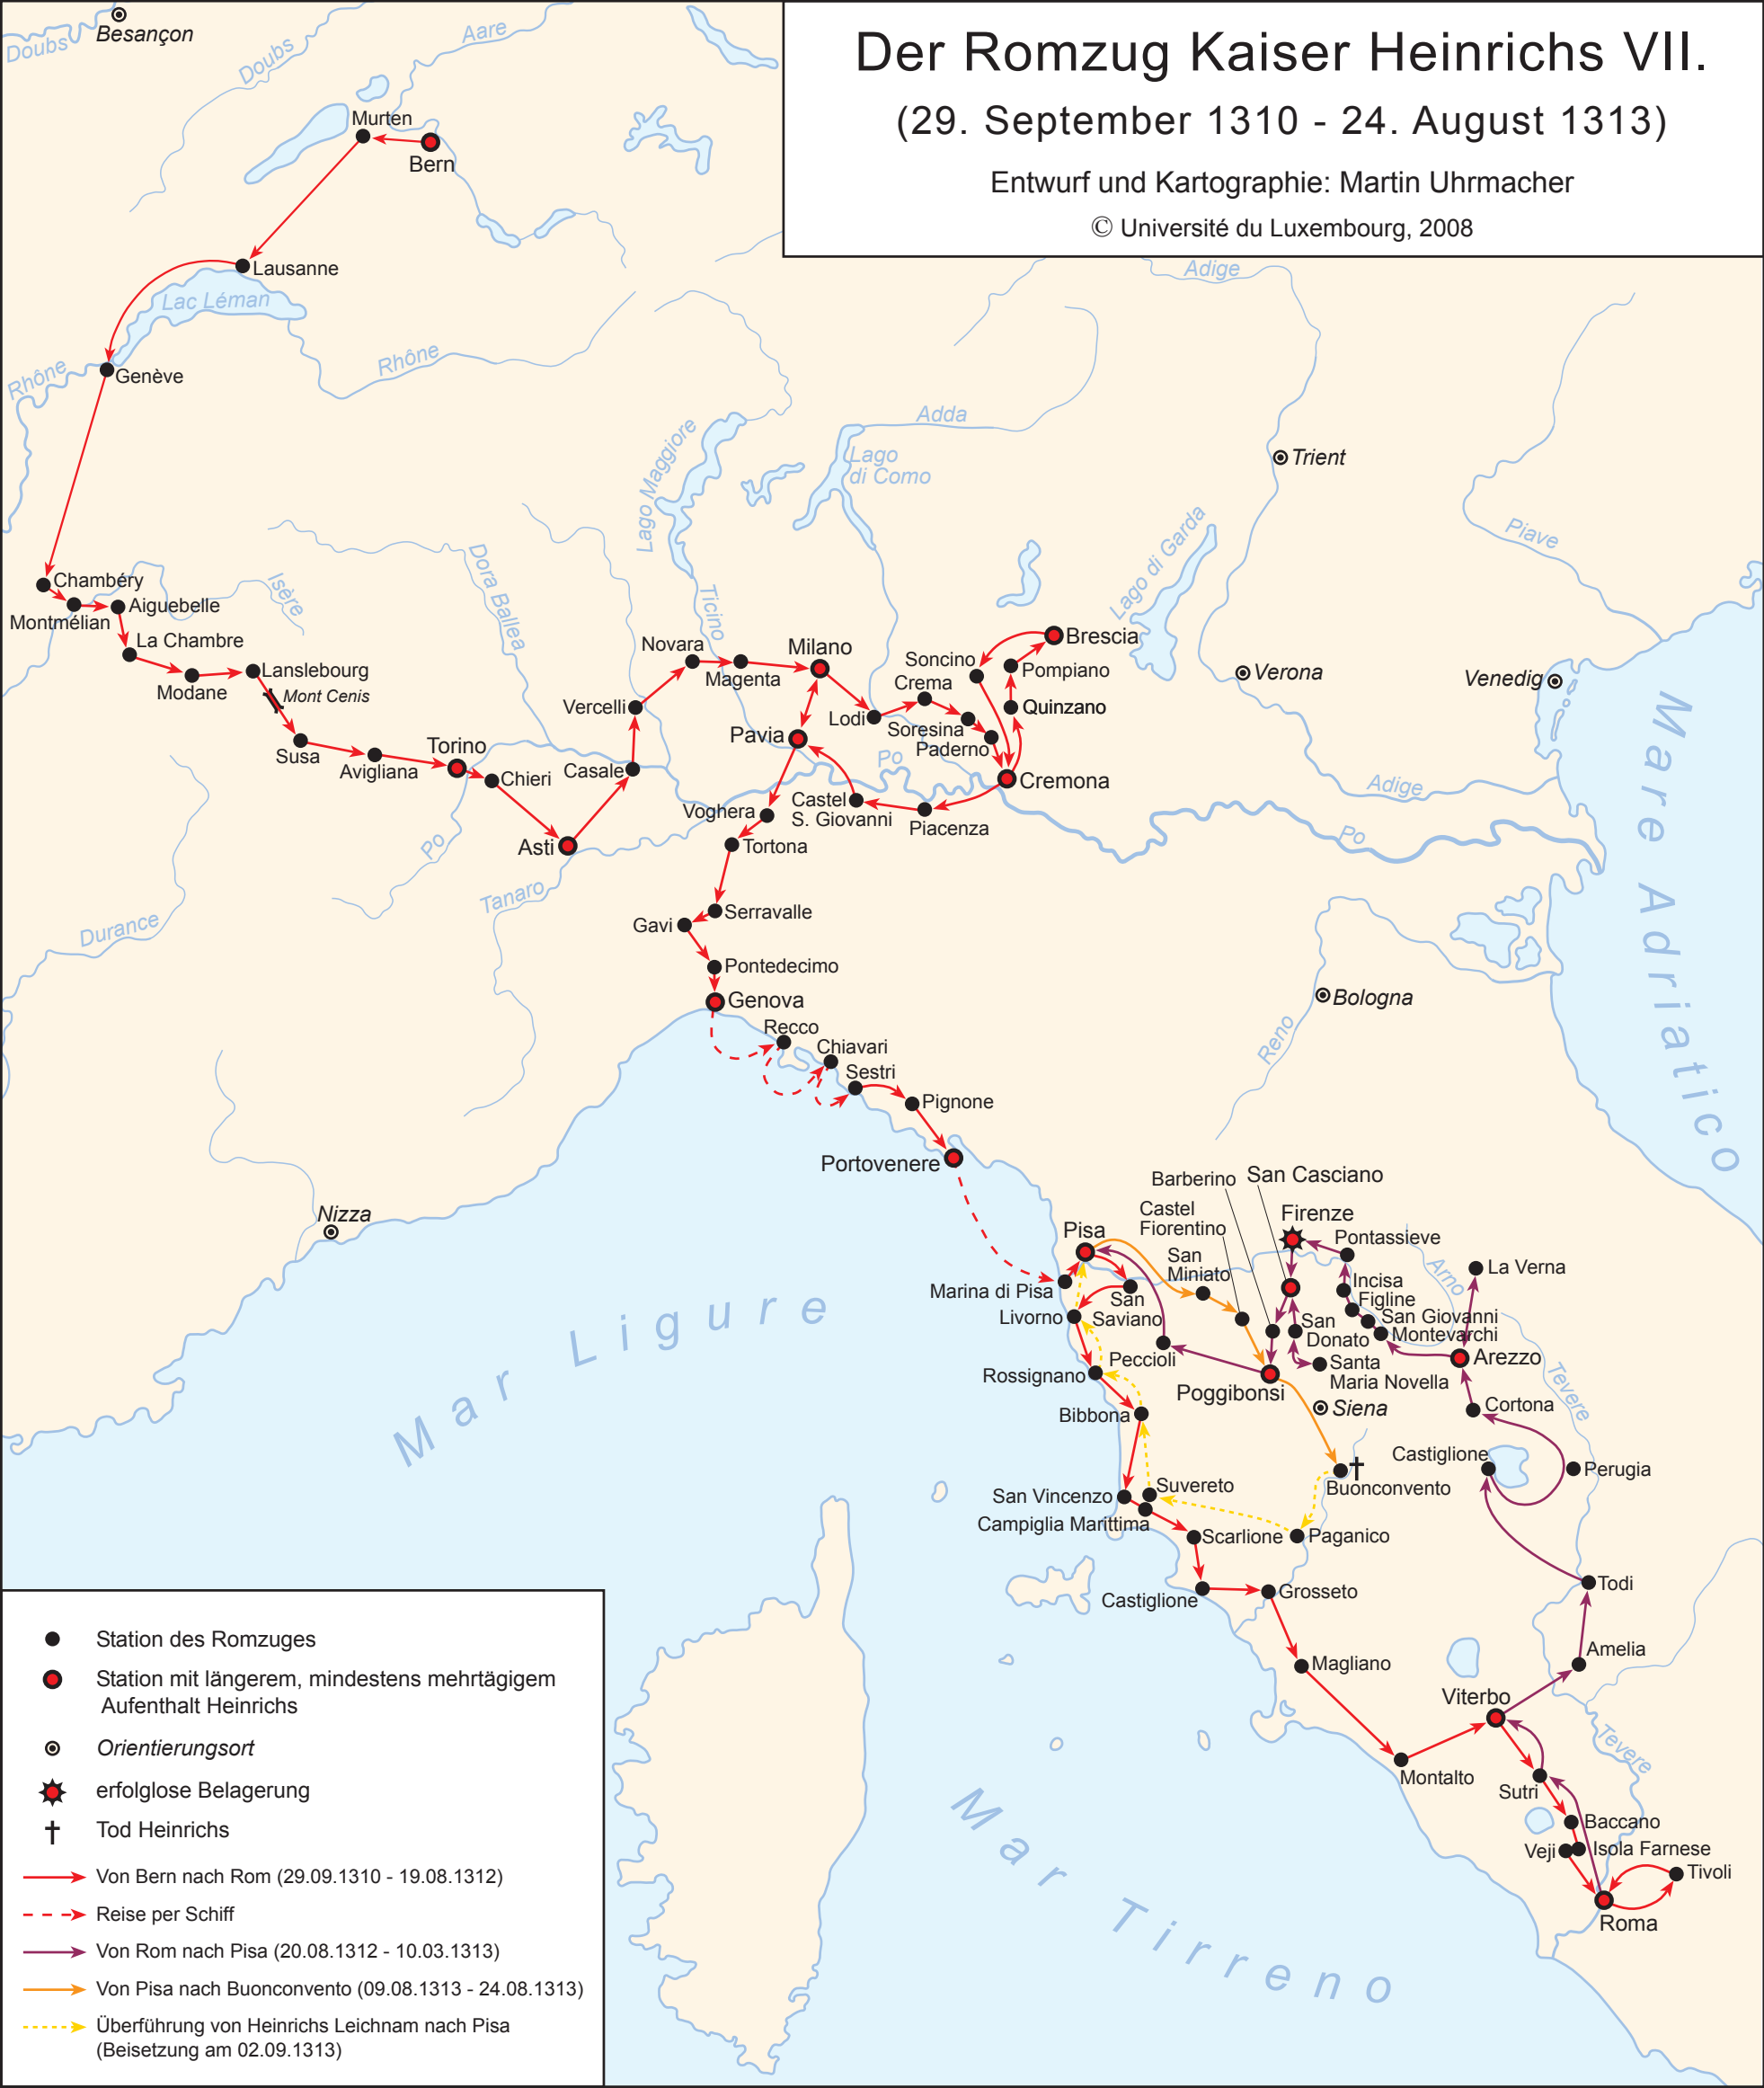 Der Romzug Kaiser Heinrichs VII.
(29. September 1310 - 24. August 1313)
Entwurf und Kartographie: Martin Uhrmacher
© Université du Luxembourg, 2008
Doubs
Besançon
Doubs
Aare
Murten
Bern
Lausanne
Lac Léman
Rhône
Genève
Rhône
Adige
Adda
Lago Maggiore
Lago
di Como
Trient
Lago di Garda
Piave
Chambéry
Montmélian
Aiguebelle
Isère
Dora Ballea
Ticino
La Chambre
Modane
Lanslebourg
Mont Cenis
Susa
Avigliana
Torino
Chieri
Asti
Casale
Vercelli
Novara
Magenta
Milano
Pavia
Lodi
Crema
Soncino
Soresina
Paderno
Brescia
Pompiano
Quinzano
Cremona
Verona
Venedig
Po
Adige
Po
Po
Castel
S. Giovanni
Piacenza
Voghera
Tortona
Tanaro
Durance
Serravalle
Gavi
Pontedecimo
Genova
Recco
Chiavari
Sestri
Pignone
Portovenere
Bologna
Reno
Mare Adriatico
Nizza
Mar Ligure
Barberino
San Casciano
Castel
Fiorentino
Firenze
Pisa
San
Miniato
Pontassieve
Arno
La Verna
Marina di Pisa
Incisa
Figline
San Giovanni
Montevarchi
San
Saviano
Livorno
San
Donato
Peccioli
Santa
Maria Novella
Arezzo
Rossignano
Poggibonsi
Siena
Tevere
Cortona
Bibbona
Castiglione
Perugia
Buonconvento
San Vincenzo
Suvereto
Campiglia Marittima
Scarlione
Paganico
Castiglione
Grosseto
Todi
Magliano
Amelia
Viterbo
Montalto
Tevere
Sutri
Baccano
Veji
Isola Farnese
Tivoli
Roma
Mar Tirreno
Station des Romzuges
Station mit längerem, mindestens mehrtägigem
Aufenthalt Heinrichs
Orientierungsort
erfolglose Belagerung
Tod Heinrichs
Von Bern nach Rom (29.09.1310 - 19.08.1312)
Reise per Schiff
Von Rom nach Pisa (20.08.1312 - 10.03.1313)
Von Pisa nach Buonconvento (09.08.1313 - 24.08.1313)
Überführung von Heinrichs Leichnam nach Pisa
(Beisetzung am 02.09.1313)